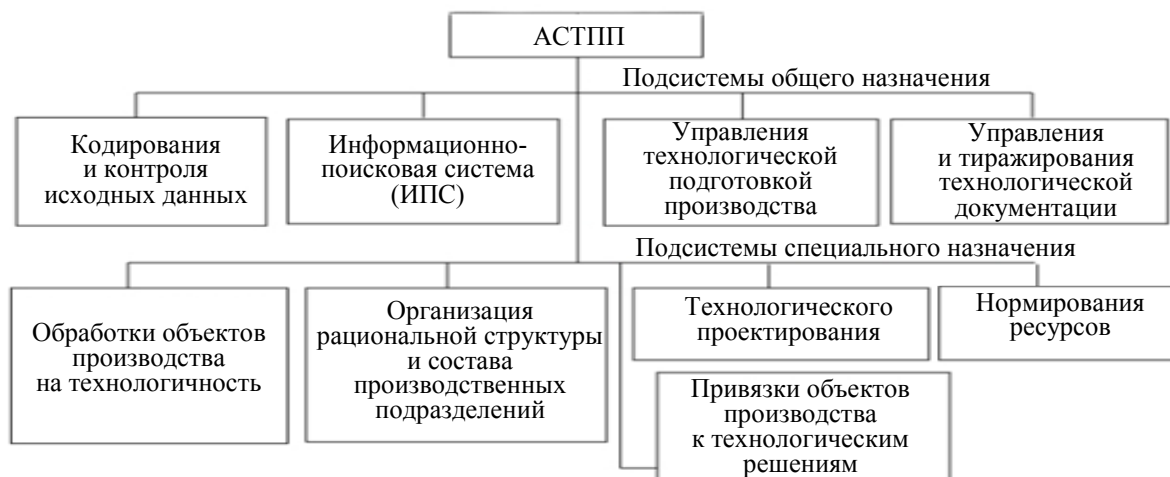 АСТПП
Подсистемы общего назначения
Кодирования
и контроля
исходных данных
Информационно-
поисковая система
(ИПС)
Управления
технологической
подготовкой
производства
Управления
и тиражирования
технологической
документации
Подсистемы специального назначения
Обработки объектов
производства
на технологичность
Организация
рациональной структуры
и состава
производственных
подразделений
Технологического
проектирования
Нормирования
ресурсов
Привязки объектов
производства
к технологическим
решениям